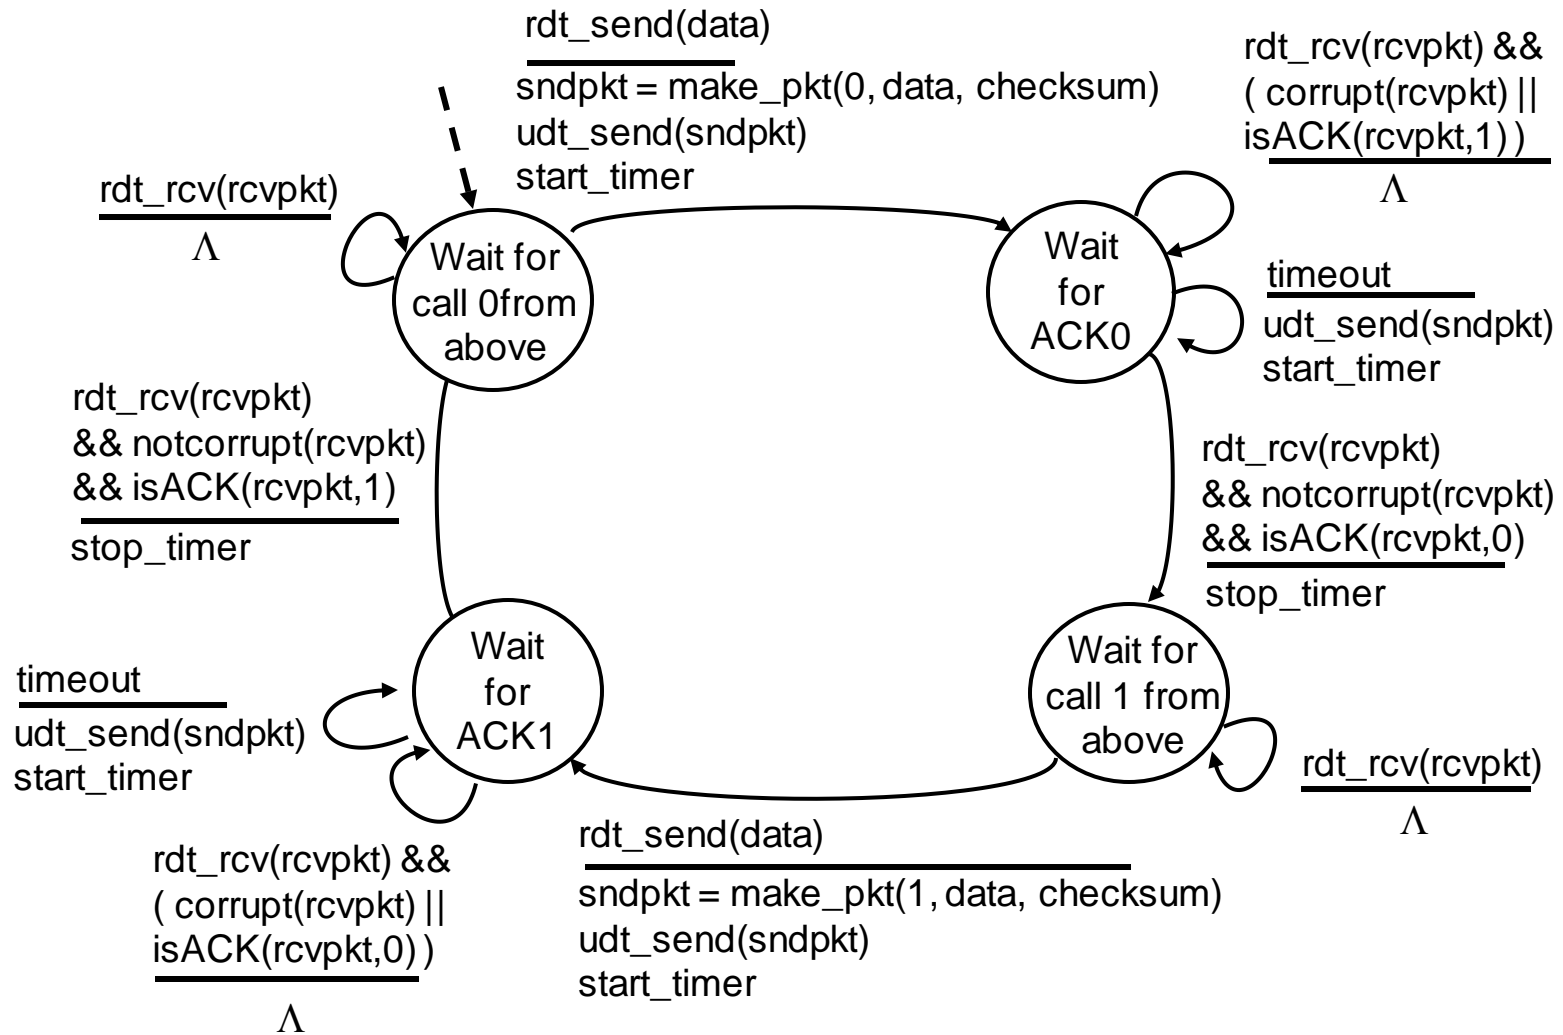 rdt_send(data)
sndpkt = make_pkt(0, data, checksum)
udt_send(sndpkt)
start_timer
rdt_rcv(rcvpkt) &&
( corrupt(rcvpkt) ||
isACK(rcvpkt,1) )
Λ
rdt_rcv(rcvpkt)
Λ
Wait for
call 0from
above
Wait
for
ACK0
timeout
udt_send(sndpkt)
start_timer
rdt_rcv(rcvpkt)
&& notcorrupt(rcvpkt)
&& isACK(rcvpkt,1)
stop_timer
rdt_rcv(rcvpkt)
&& notcorrupt(rcvpkt)
&& isACK(rcvpkt,0)
stop_timer
Wait
for
ACK1
Wait for
call 1 from
above
timeout
udt_send(sndpkt)
start_timer
rdt_rcv(rcvpkt)
Λ
rdt_rcv(rcvpkt) &&
( corrupt(rcvpkt) ||
isACK(rcvpkt,0) )
Λ
rdt_send(data)
sndpkt = make_pkt(1, data, checksum)
udt_send(sndpkt)
start_timer